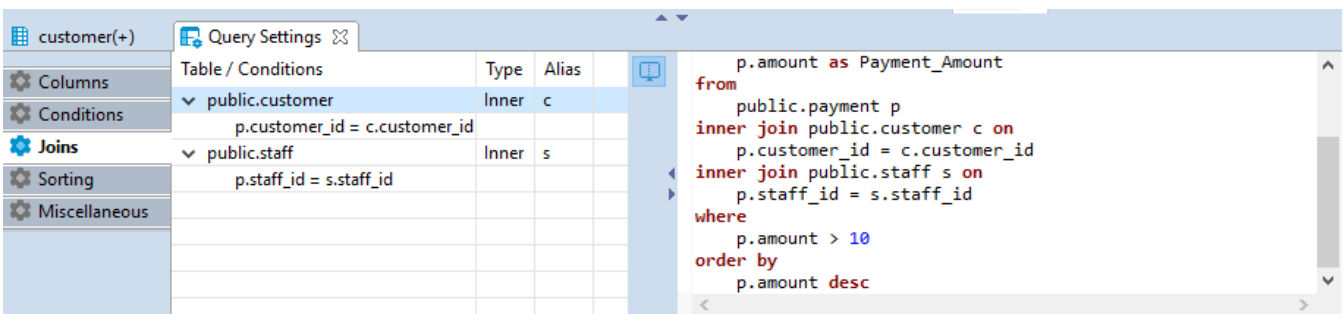 customer(+)
Query Settings
Columns
Conditions
Joins
Sorting
Miscellaneous
Table / Conditions Type Alias
public.customer Inner c
p.customer_id = c.customer_id
public.staff Inner s
p.staff_id = s.staff_id
p.amount as Payment_Amount
from
public.payment p
inner join public.customer c on
p.customer_id = c.customer_id
inner join public.staff s on
p.staff_id = s.staff_id
where
p.amount > 10
order by
p.amount desc